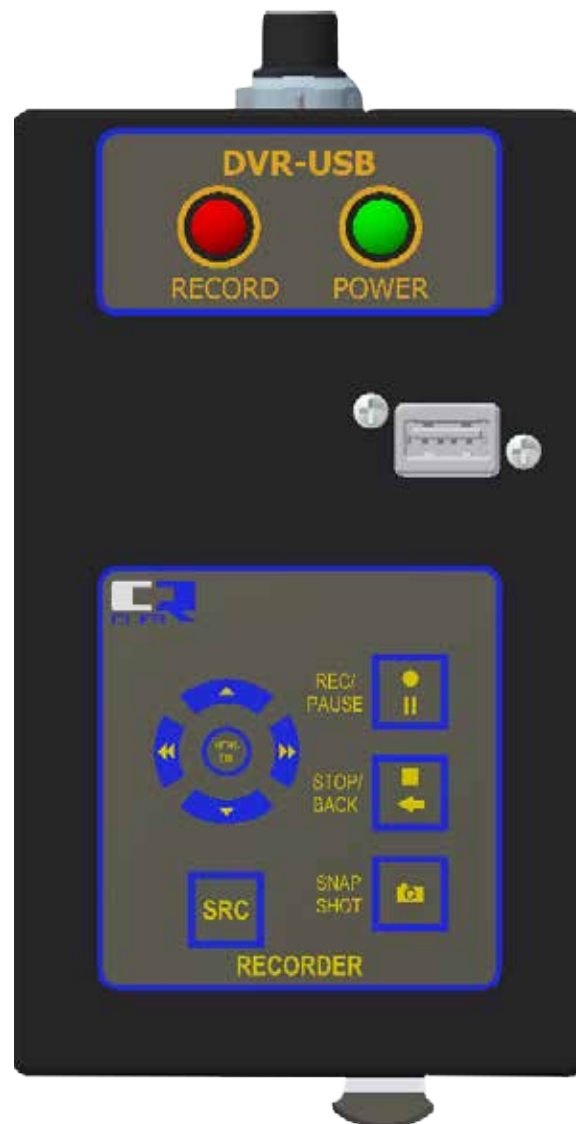 DVR-USB
RECORD POWER
REC/
PAUSE
STOP/
BACK
SNAP
SHOT
SRC
RECORDER